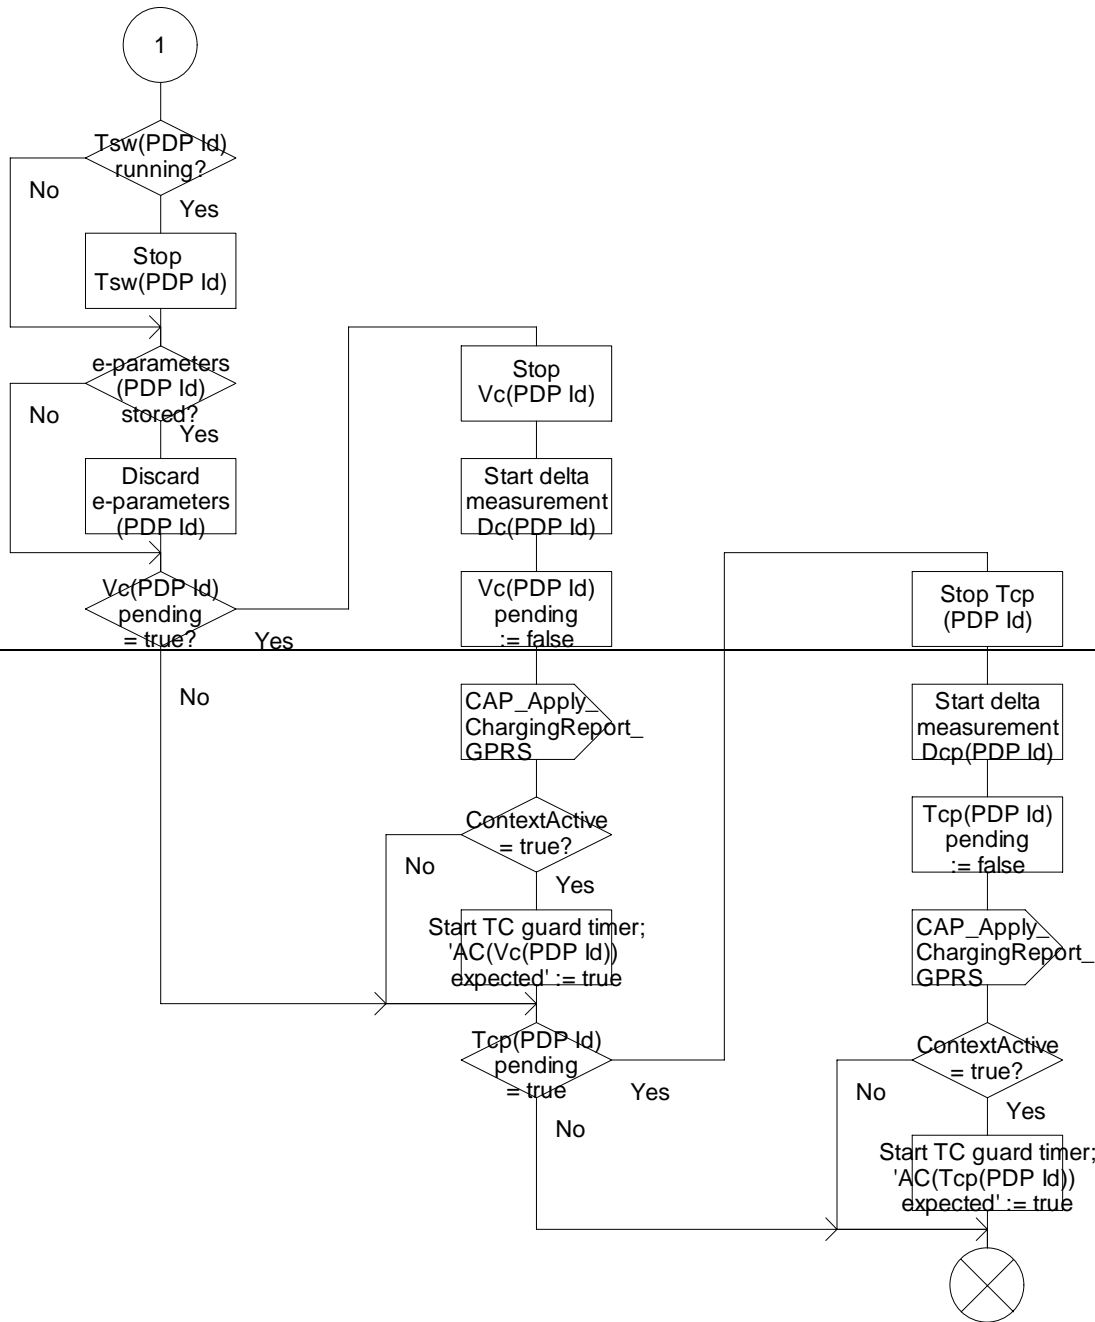 1
Tsw(PDP Id)
running?
No
Yes
Stop
Tsw(PDP Id)
e-parameters
(PDP Id)
stored?
No
Yes
Discard
e-parameters
(PDP Id)
Vc(PDP Id)
pending
= true?
Yes
No
Stop
Vc(PDP Id)
Start delta
measurement
Dc(PDP Id)
Vc(PDP Id)
pending
:= false
CAP_Apply_
ChargingReport_
GPRS
ContextActive
= true?
No
Yes
Start TC guard timer;
'AC(Vc(PDP Id))
expected' := true
Tcp(PDP Id)
pending
= true
Yes
No
Stop Tcp
(PDP Id)
Start delta
measurement
Dcp(PDP Id)
Tcp(PDP Id)
pending
:= false
CAP_Apply_
ChargingReport_
GPRS
ContextActive
= true?
No
Yes
Start TC guard timer;
'AC(Tcp(PDP Id))
expected' := true